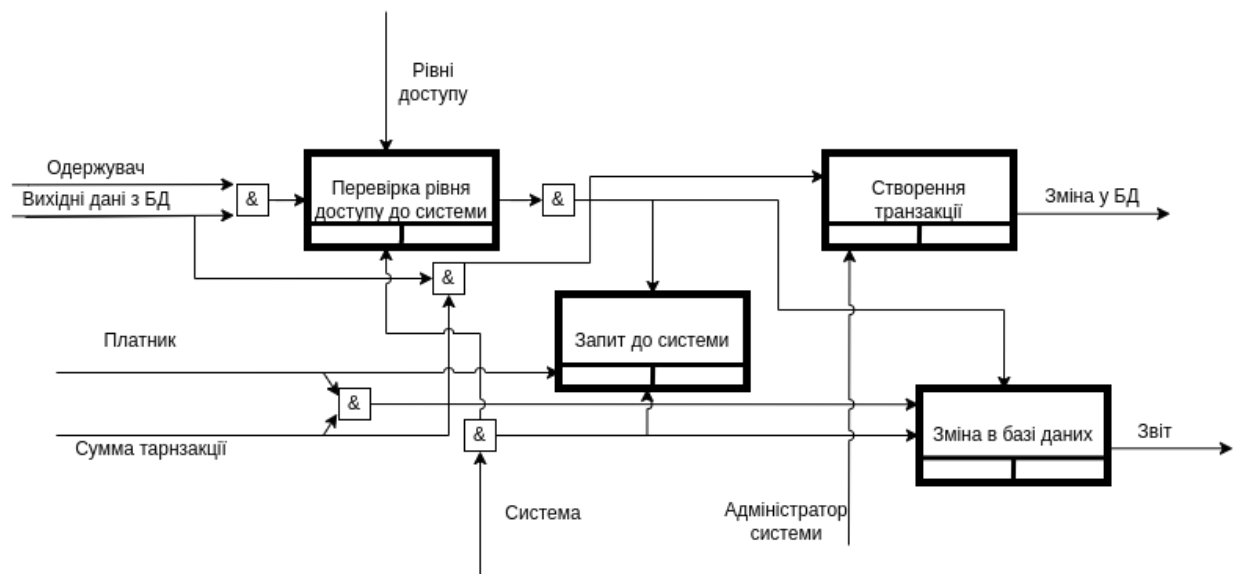 Рівні
доступу
Одержувач
Вихідні дані з БД
&
Перевірка рівня
доступу до системи
&
Створення
транзакції
Зміна у БД
&
Платник
Запит до системи
&
Сумма тарнзакції
&
Зміна в базі даних
Звіт
Система
Адміністратор
системи